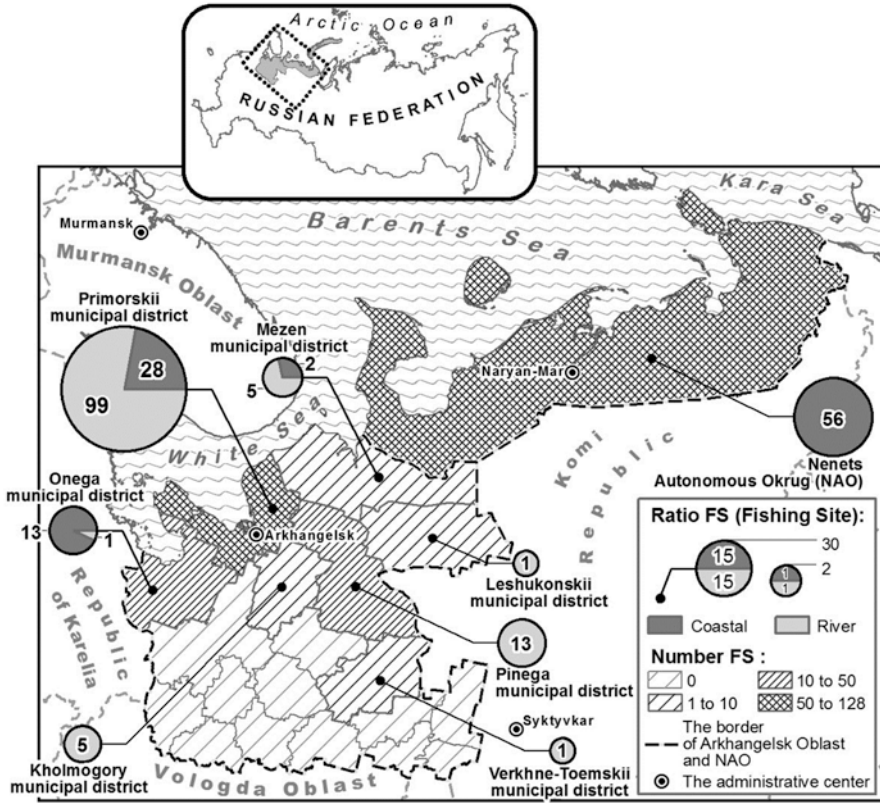 Arctic Ocean
RUSSIAN FEDERATION
Kara Sea
Barents Sea
Murmansk
Murmansk Oblast
Primorskii
municipal district
28
99
Mezen
municipal district
2
5
Naryan-Mar
56
Nenets
Autonomous Okrug (NAO)
White Sea
Komi
Republic
Onega
municipal district
13
1
Arkhangelsk
Republic
of Karelia
1
Leshukonskii
municipal district
13
Pinega
municipal district
Syktyvkar
5
Kholmogory
municipal district
1
Verkhne-Toemskii
municipal district
Vologda Oblast
Ratio FS (Fishing Site):
15
15
30
1
1
2
Coastal
River
Number FS :
0
10 to 50
1 to 10
50 to 128
The border
of Arkhangelsk Oblast
and NAO
The administrative center